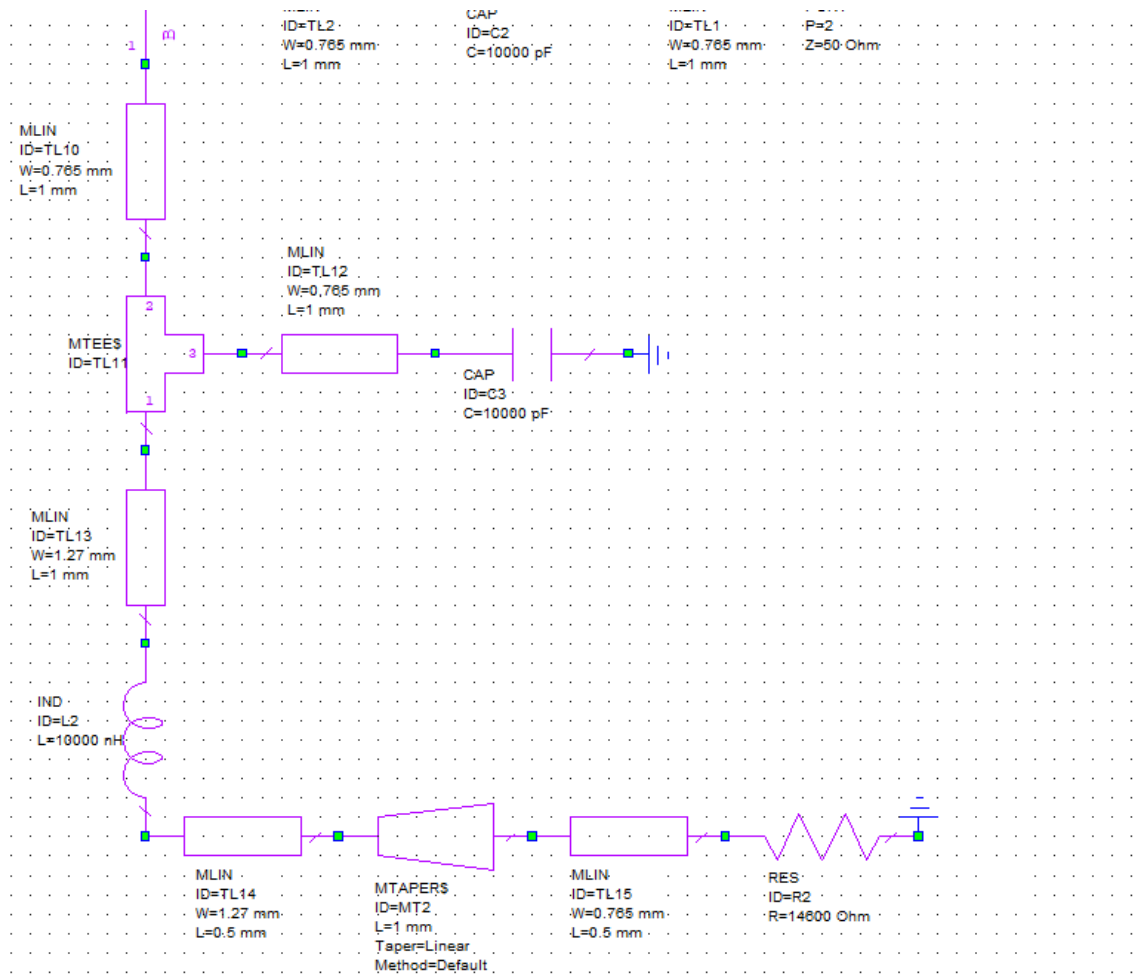 ID=TL2
W=0.765 mm
L=1 mm
CAP
ID=C2
C=10000 pF
ID=TL1
W=0.765 mm
L=1 mm
P=2
Z=50 Ohm
1
3
MLIN
ID=TL10
W=0.765 mm
L=1 mm
MLIN
ID=TL12
W=0.765 mm
L=1 mm
2
3
1
MTEE$
ID=TL11
CAP
ID=C3
C=10000 pF
MLIN
ID=TL13
W=1.27 mm
L=1 mm
IND
ID=L2
L=10000 nH
MLIN
ID=TL14
W=1.27 mm
L=0.5 mm
MTAPER$
ID=MT2
L=1 mm
Taper=Linear
Method=Default
MLIN
ID=TL15
W=0.765 mm
L=0.5 mm
RES
ID=R2
R=14600 Ohm